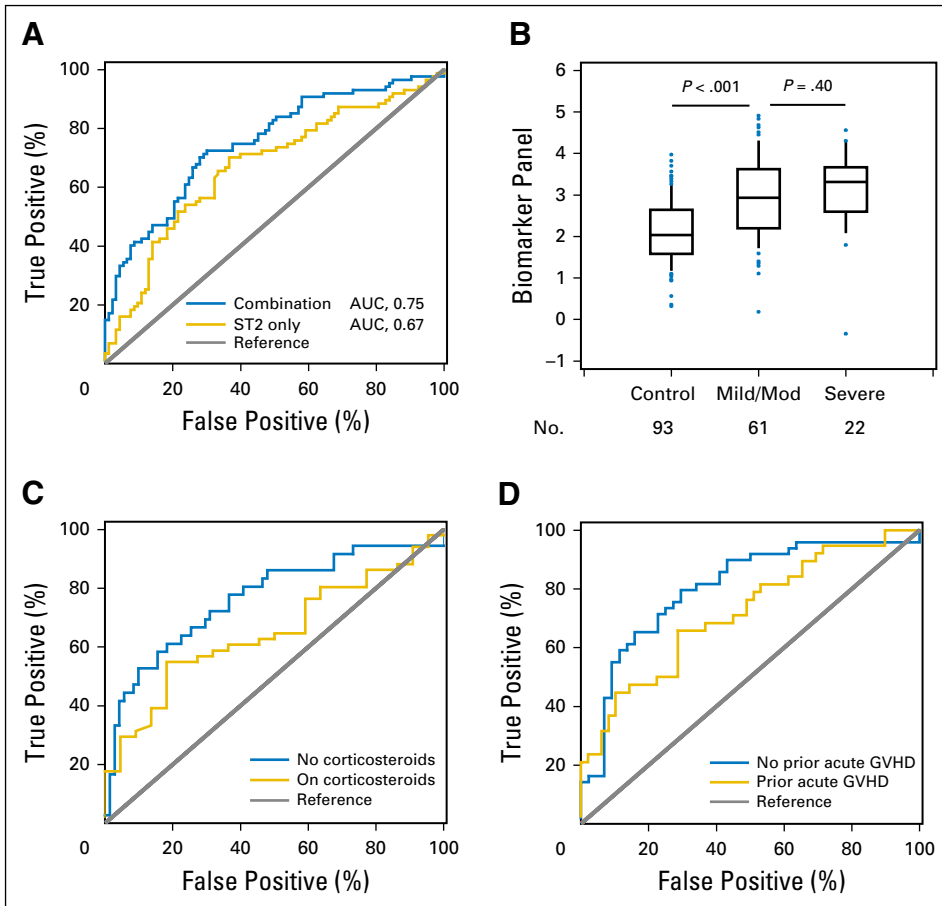 A
True Positive (%)
100
80
60
40
20
0
20
40
60
80
100
False Positive (%)
Combination AUC, 0.75
ST2 only AUC, 0.67
Reference
B
Biomarker Panel
6
5
4
3
2
1
0
–1
P < .001
P = .40
Control Mild/Mod Severe
No. 93 61 22
C
True Positive (%)
100
80
60
40
20
0
20
40
60
80
100
False Positive (%)
No corticosteroids
On corticosteroids
Reference
D
True Positive (%)
100
80
60
40
20
0
20
40
60
80
100
False Positive (%)
No prior acute GVHD
Prior acute GVHD
Reference